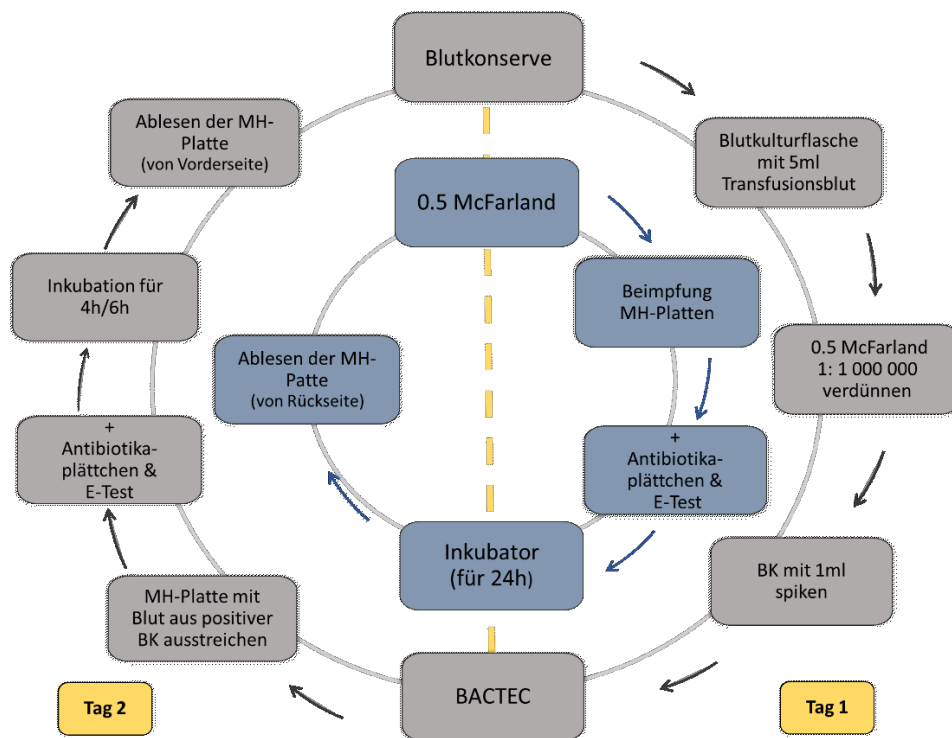 Blutkonserve
Blutkulturflasche
mit 5ml
Transfusionsblut
0.5 McFarland
1: 1 000 000
verdünnen
BK mit 1ml
spiken
BACTEC
MH-Platte mit
Blut aus positiver
BK ausstreichen
+
Antibiotika-
plättchen &
E-Test
Inkubation für
4h/6h
Ablesen der MH-
Platte
(von Vorderseite)
0.5 McFarland
Beimpfung
MH-Platten
+
Antibiotika-
plättchen &
E-Test
Inkubator
(für 24h)
Ablesen der MH-
Patte
(von Rückseite)
Tag 2
Tag 1